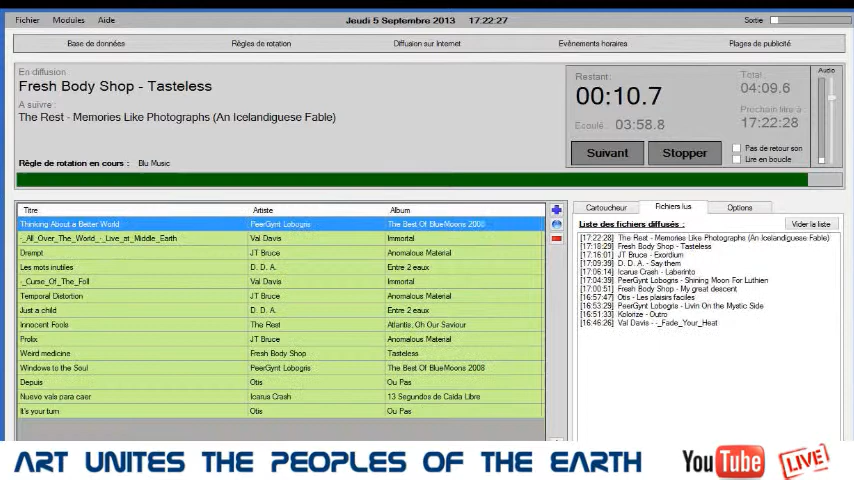 Fichier Modules Aide Jeudi 5 Septembre 2013 17:22:27 Sortie
Base de données Règles de rotation Diffusion sur Internet Evènements horaires Plages de publicité
En diffusion
Fresh Body Shop - Tasteless
A suivre :
The Rest - Memories Like Photographs (An Icelandiguese Fable)
Règle de rotation en cours : Blu Music
Restant :
00:10.7
Ecoulé : 03:58.8
Total :
04:09.6
Prochain titre à :
17:22:28
Suivant Stopper
Pas de retour son
Lire en boucle
Audio
Titre Artiste Album
Thinking About a Better World PeerGynt Lobogris The Best Of BlueMoons 2008
-_All_Over_The_World_-_Live_at_Middle_Earth Val Davis Immortal
Drempt JT Bruce Anomalous Material
Les mots inutiles D. D. A. Entre 2 eaux
-_Curse_Of_The_Foll Val Davis Immortal
Temporal Distortion JT Bruce Anomalous Material
Just a child D. D. A. Entre 2 eaux
Innocent Fools The Rest Atlantis, Oh Our Saviour
Prolix JT Bruce Anomalous Material
Weird medicine Fresh Body Shop Tasteless
Windows to the Soul PeerGynt Lobogris The Best Of BlueMoons 2008
Depuis Otis Ou Pas
Nuevo vals para caer Icarus Crash 13 Segundos de Caida Libre
It's your turn Otis Ou Pas
Cartoucheur Fichiers lus Options
Liste des fichiers diffusés : Vider la liste
[17:22:28] The Rest - Memories Like Photographs (An Icelandiguese Fable)
[17:18:29] Fresh Body Shop - Tasteless
[17:16:01] JT Bruce - Exordium
[17:09:39] D. D. A. - Say them
[17:06:14] Icarus Crash - Laberinto
[17:04:39] PeerGynt Lobogris - Shinning Moon For Luthien
[17:00:51] Fresh Body Shop - My great descent
[16:57:47] Otis - Les plaisirs faciles
[16:53:29] PeerGynt Lobogris - Livin On the Mystic Side
[16:51:33] Kolorize - Outro
[16:46:26] Val Davis - -_Fade_Your_Heat
ART UNITES THE PEOPLES OF THE EARTH YouTube LIVE